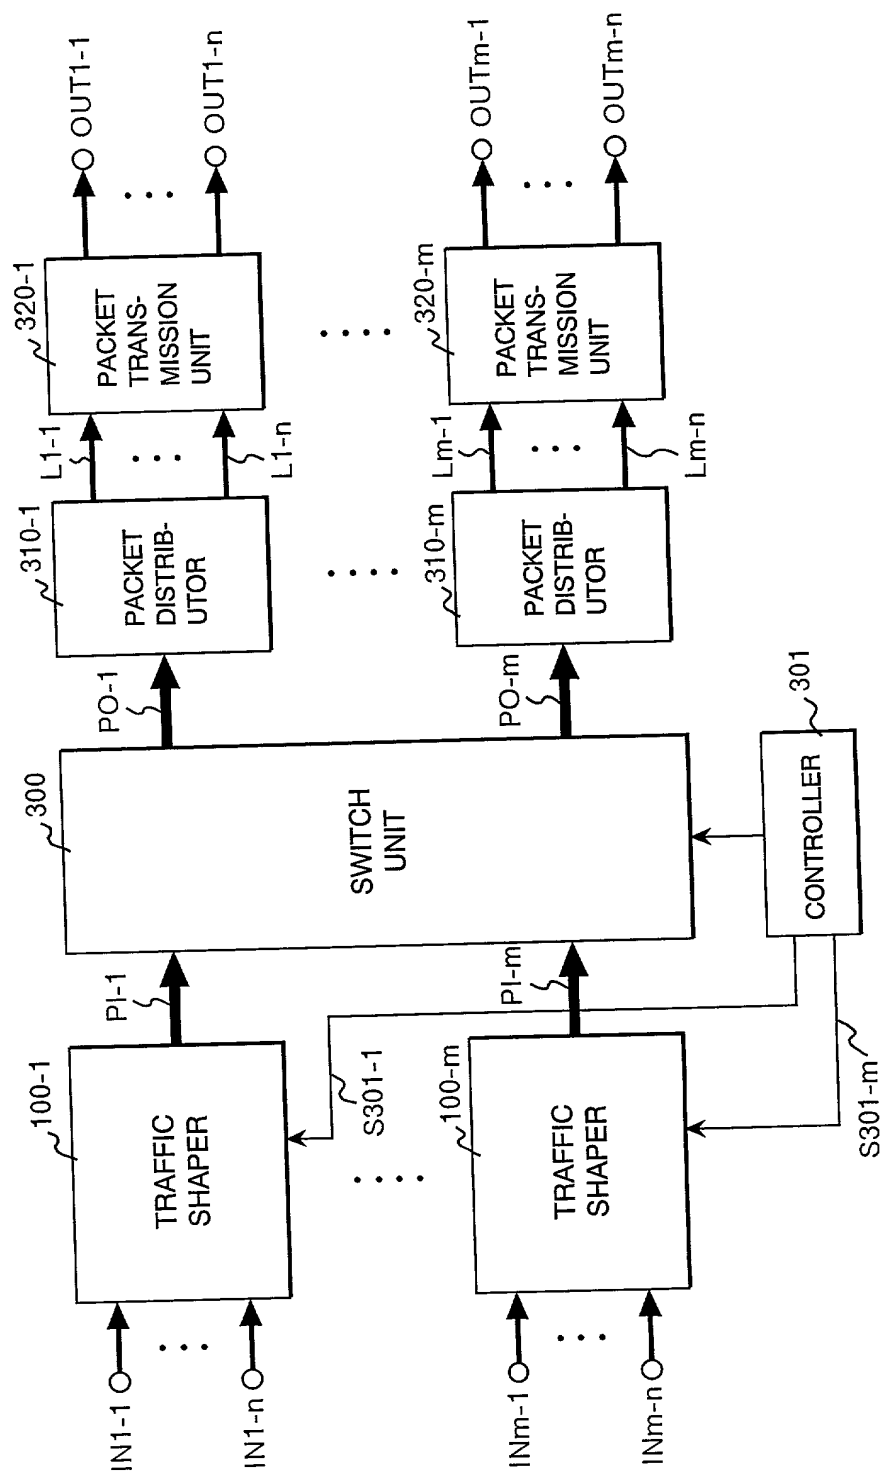 IN1-1
IN1-n
INm-1
INm-n
100-1
TRAFFIC
SHAPER
100-m
TRAFFIC
SHAPER
S301-1
S301-m
PI-1
PI-m
300
SWITCH
UNIT
301
CONTROLLER
PO-1
PO-m
310-1
PACKET
DISTRIB-
UTOR
310-m
PACKET
DISTRIB-
UTOR
L1-1
L1-n
Lm-1
Lm-n
320-1
PACKET
TRANS-
MISSION
UNIT
320-m
PACKET
TRANS-
MISSION
UNIT
OUT1-1
OUT1-n
OUTm-1
OUTm-n